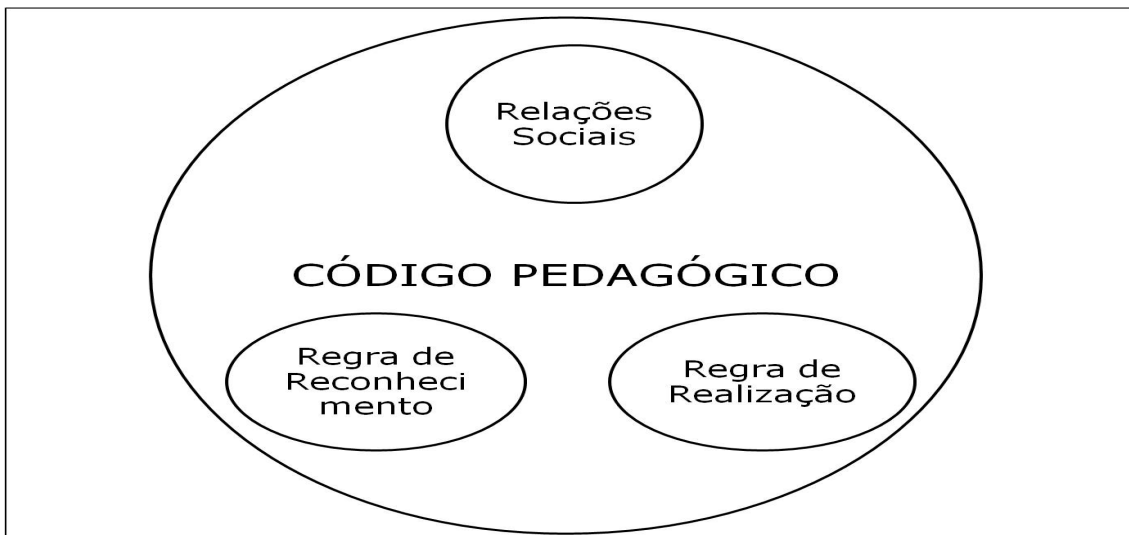 Relações
Sociais
CÓDIGO PEDAGÓGICO
Regra de
Reconheci
mento
Regra de
Realização